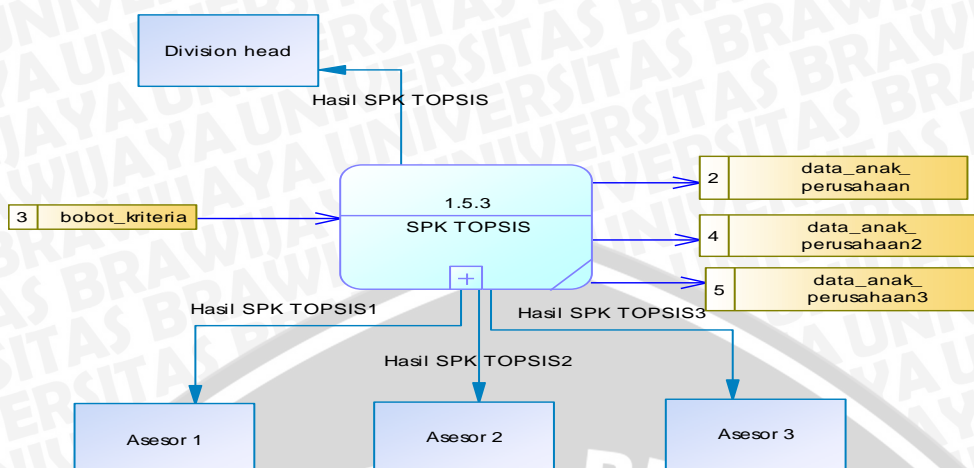 Division head
Hasil SPK TOPSIS
1.5.3
SPK TOPSIS
3 bobot_kriteria
2 data_anak_
perusahaan
4 data_anak_
perusahaan2
5 data_anak_
perusahaan3
Hasil SPK TOPSIS1
Hasil SPK TOPSIS2
Hasil SPK TOPSIS3
Asesor 1
Asesor 2
Asesor 3